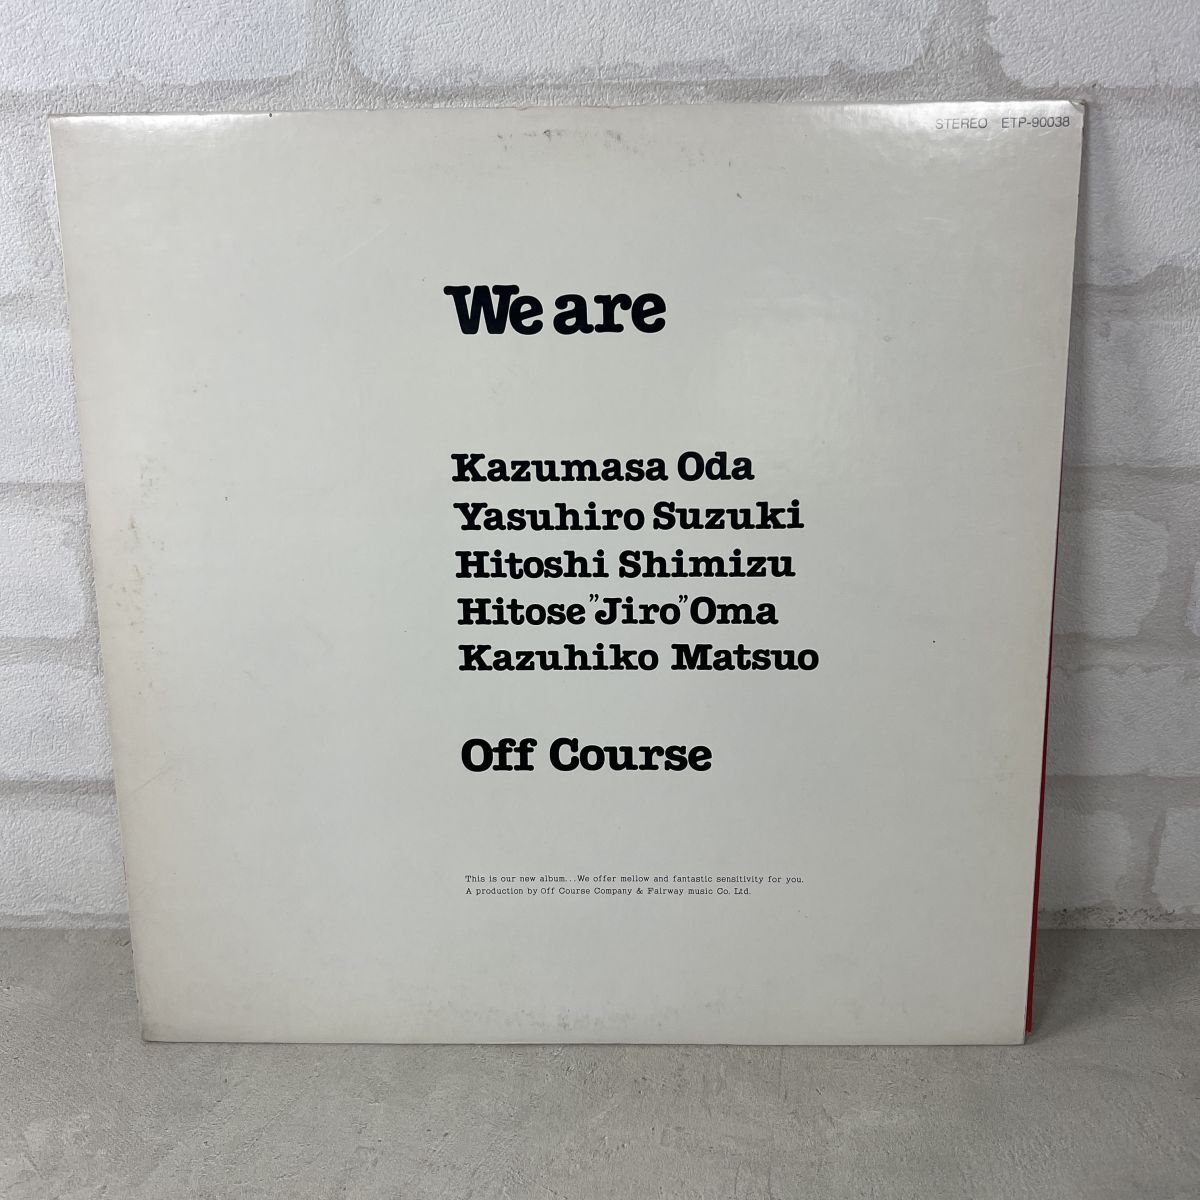 STEREO ETP-90038
We are
Kazumasa Oda
Yasuhiro Suzuki
Hitoshi Shimizu
Hitose "Jiro" Oma
Kazuhiko Matsuo
Off Course
This is our new album...We offer mellow and fantastic sensitivity for you.
A production by Off Course Company & Fairway music Co. Ltd.